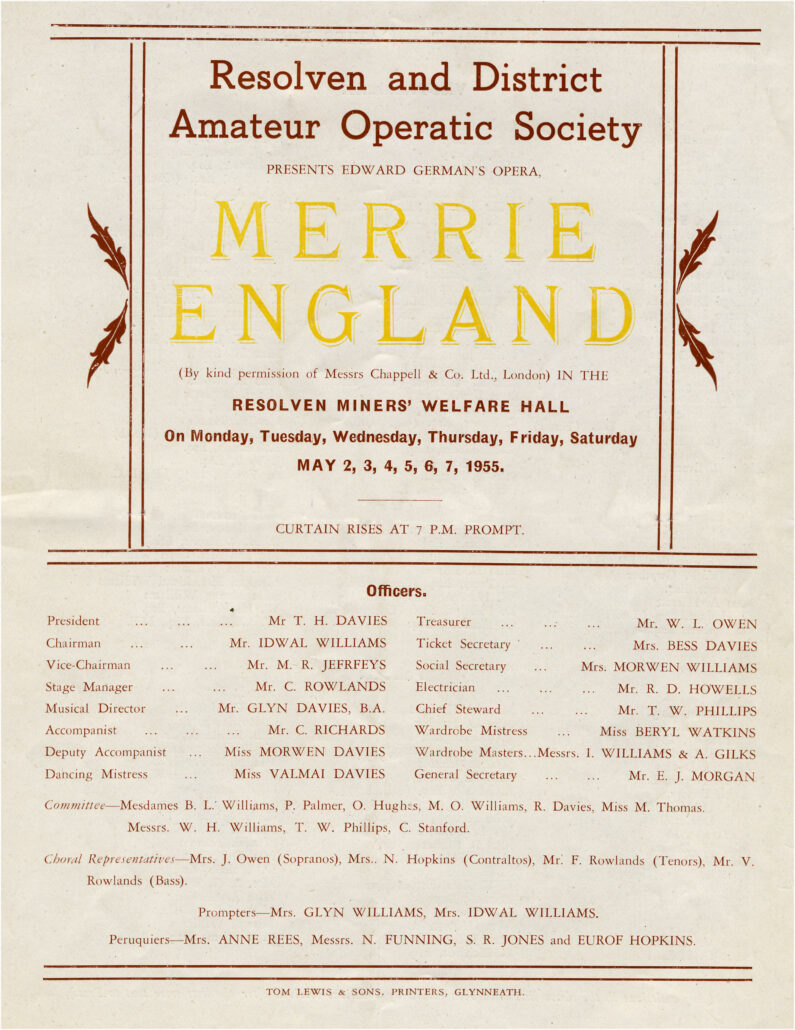 Resolven and District
Amateur Operatic Society
PRESENTS EDWARD GERMAN'S OPERA,
MERRIE
ENGLAND
(By kind permission of Messrs Chappell & Co. Ltd., London) IN THE
RESOLVEN MINERS' WELFARE HALL
On Monday, Tuesday, Wednesday, Thursday, Friday, Saturday
MAY 2, 3, 4, 5, 6, 7, 1955.
CURTAIN RISES AT 7 P.M. PROMPT.
Officers.
President ... ... ... Mr T. H. DAVIES
Chairman ... ... Mr. IDWAL WILLIAMS
Vice-Chairman ... ... Mr. M. R. JEFRFEYS
Stage Manager ... ... Mr. C. ROWLANDS
Musical Director ... Mr. GLYN DAVIES, B.A.
Accompanist ... ... ... Mr. C. RICHARDS
Deputy Accompanist ... Miss MORWEN DAVIES
Dancing Mistress ... Miss VALMAI DAVIES
Treasurer ... ... ... Mr. W. L. OWEN
Ticket Secretary ... ... Mrs. BESS DAVIES
Social Secretary ... Mrs. MORWEN WILLIAMS
Electrician ... ... ... Mr. R. D. HOWELLS
Chief Steward ... ... Mr. T. W. PHILLIPS
Wardrobe Mistress ... Miss BERYL WATKINS
Wardrobe Masters...Messrs. I. WILLIAMS & A. GILKS
General Secretary ... ... Mr. E. J. MORGAN
Committee—Mesdames B. L. Williams, P. Palmer, O. Hughes, M. O. Williams, R. Davies, Miss M. Thomas.
Messrs. W. H. Williams, T. W. Phillips, C. Stanford.
Choral Representatives—Mrs. J. Owen (Sopranos), Mrs.. N. Hopkins (Contraltos), Mr. F. Rowlands (Tenors), Mr. V.
Rowlands (Bass).
Prompters—Mrs. GLYN WILLIAMS, Mrs. IDWAL WILLIAMS.
Peruquiers—Mrs. ANNE REES, Messrs. N. FUNNING, S. R. JONES and EUROF HOPKINS.
TOM LEWIS & SONS, PRINTERS, GLYNNEATH.